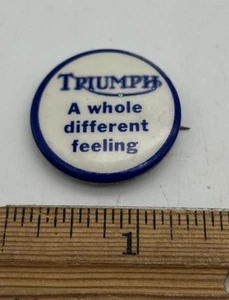 TRIUMPH
A whole
different
feeling
1